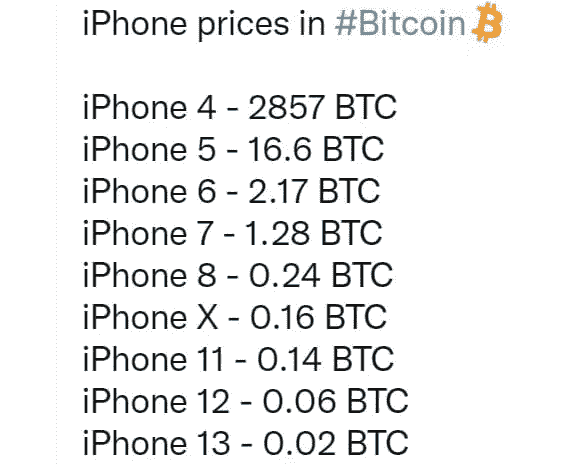 iPhone prices in #Bitcoin
iPhone 4 - 2857 BTC
iPhone 5 - 16.6 BTC
iPhone 6 - 2.17 BTC
iPhone 7 - 1.28 BTC
iPhone 8 - 0.24 BTC
iPhone X - 0.16 BTC
iPhone 11 - 0.14 BTC
iPhone 12 - 0.06 BTC
iPhone 13 - 0.02 BTC